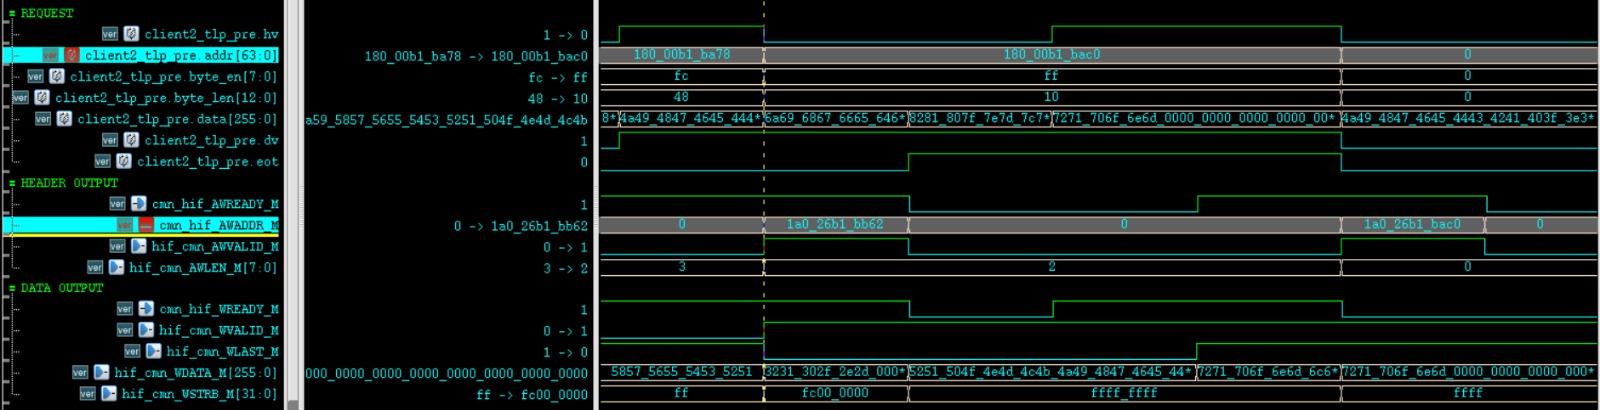 REQUEST
ver client2_tlp_pre.hv 1 -> 0
ver client2_tlp_pre.addr[63:0] 180_00b1_ba78 -> 180_00b1_bac0 180_00b1_ba78 180_00b1_bac0 0
ver client2_tlp_pre.byte_en[7:0] fc -> ff fc ff 0
ver client2_tlp_pre.byte_len[12:0] 48 -> 10 48 10 0
ver client2_tlp_pre.data[255:0] a59_5857_5655_5453_5251_504f_4e4d_4c4b 8* 4a49_4847_4645_444* 6a69_6867_6665_646* 8281_807f_7e7d_7c7* 7271_706f_6e6d_0000_0000_0000_0000_00* 4a49_4847_4645_4443_4241_403f_3e3*
ver client2_tlp_pre.dv 1
ver client2_tlp_pre.eot 0
HEADER OUTPUT
ver cmn_hif_AWREADY_M 1
ver cmn_hif_AWADDR_M 0 -> 1a0_26b1_bb62 0 1a0_26b1_bb62 0 1a0_26b1_bac0 0
ver hif_cmn_AWVALID_M 0 -> 1
ver hif_cmn_AWLEN_M[7:0] 3 -> 2 3 2 0
DATA OUTPUT
ver cmn_hif_WREADY_M 1
ver hif_cmn_WVALID_M 0 -> 1
ver hif_cmn_WLAST_M 1 -> 0
ver hif_cmn_WDATA_M[255:0] 000_0000_0000_0000_0000_0000_0000_0000 5857_5655_5453_5251 3231_302f_2e2d_000* 5251_504f_4e4d_4c4b_4a49_4847_4645_44* 7271_706f_6e6d_6c6* 7271_706f_6e6d_0000_0000_0000_000*
ver hif_cmn_WSTRB_M[31:0] ff -> fc00_0000 ff fc00_0000 ffff_ffff ffff